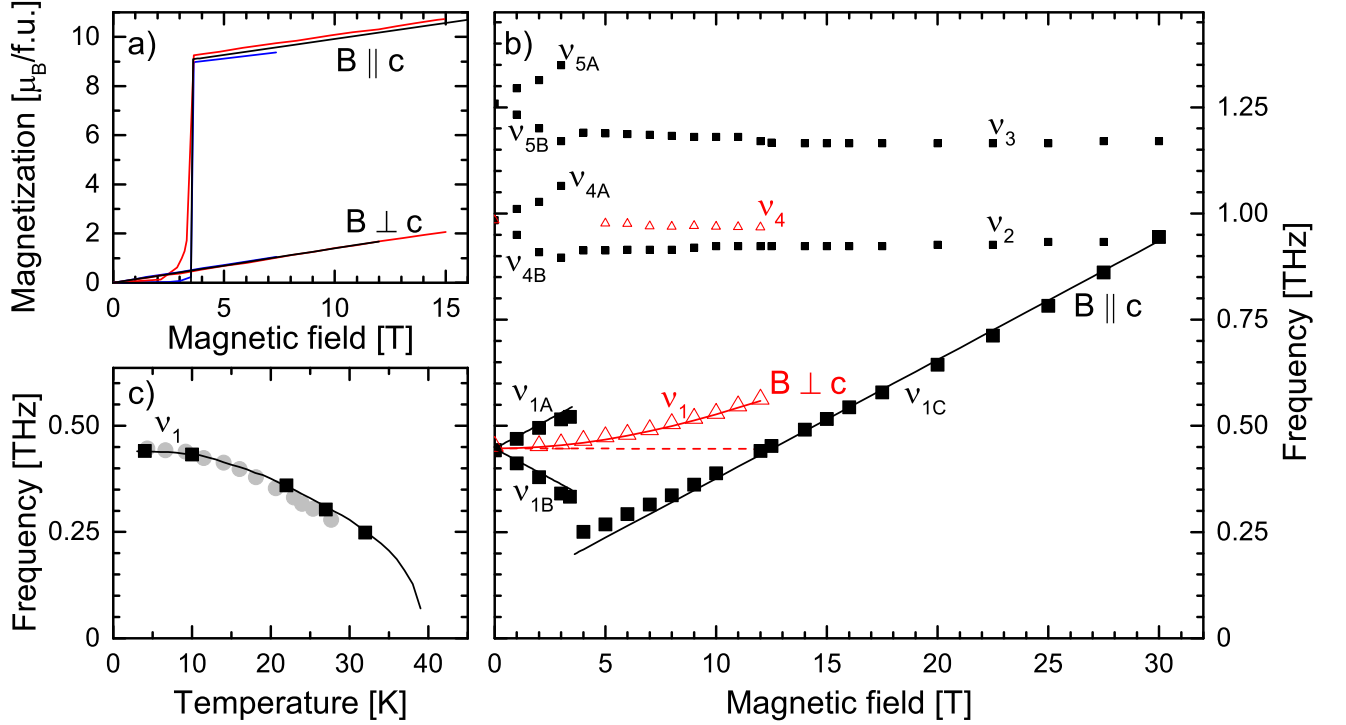 a)
Magnetization [μB/f.u.]
10
8
6
4
2
0
B || c
B ⊥ c
0 5 10 15
Magnetic field [T]
c)
Frequency [THz]
ν1
0.50
0.25
0
0 10 20 30 40
Temperature [K]
b)
ν5A
ν5B
ν3
ν4A
ν4
ν2
ν4B
B || c
B ⊥ c
ν1A
ν1
ν1C
ν1B
1.25
1.00
0.75
0.50
0.25
0
Frequency [THz]
0 5 10 15 20 25 30
Magnetic field [T]